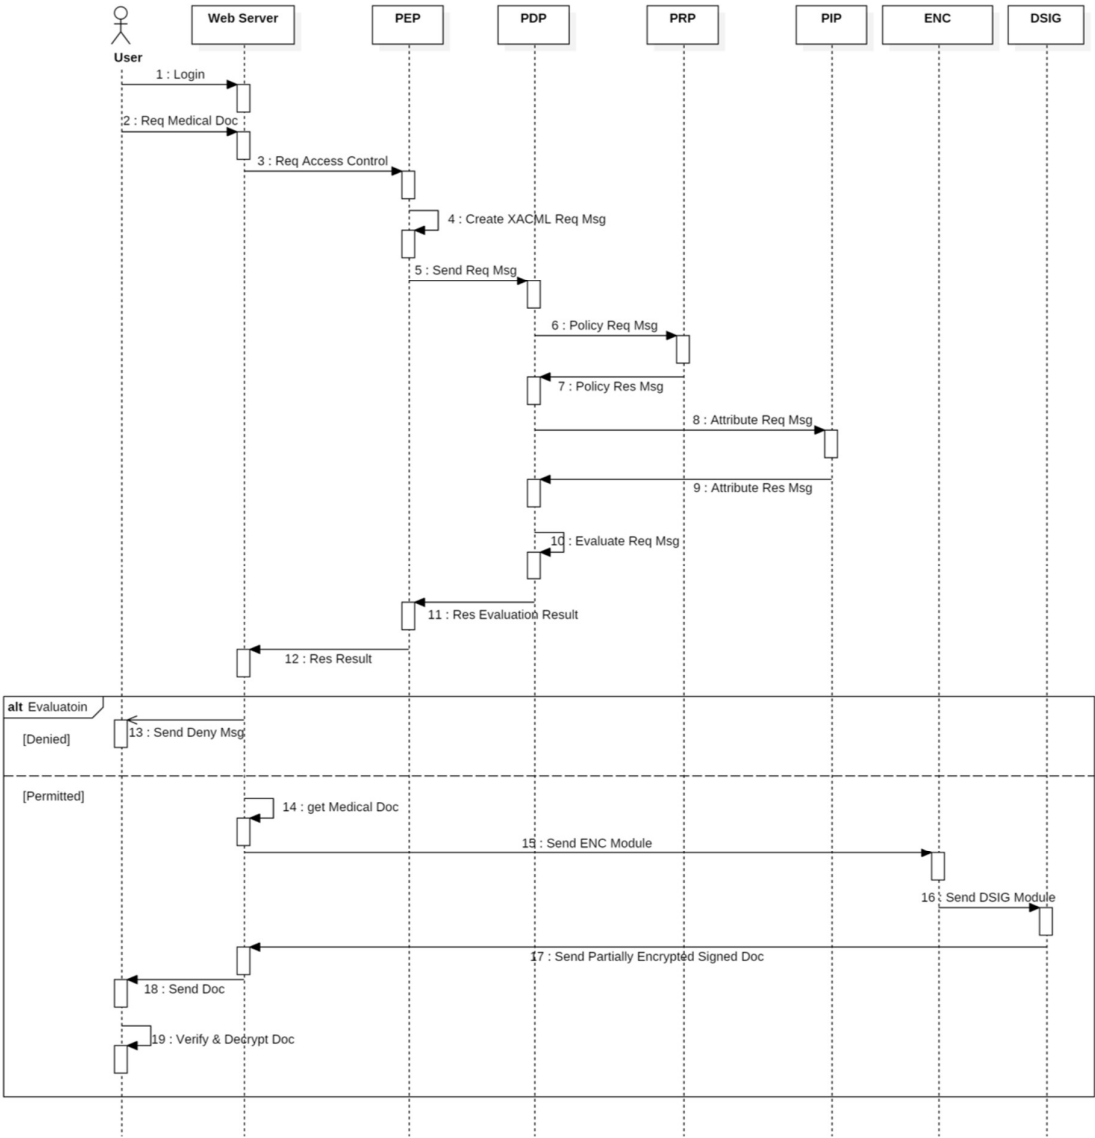 Web Server
PEP
PDP
PRP
PIP
ENC
DSIG
User
1 : Login
2 : Req Medical Doc
3 : Req Access Control
4 : Create XACML Req Msg
5 : Send Req Msg
6 : Policy Req Msg
7 : Policy Res Msg
8 : Attribute Req Msg
9 : Attribute Res Msg
10 : Evaluate Req Msg
11 : Res Evaluation Result
12 : Res Result
alt Evaluatoin
13 : Send Deny Msg
[Denied]
[Permitted]
14 : get Medical Doc
15 : Send ENC Module
16 : Send DSIG Module
17 : Send Partially Encrypted Signed Doc
18 : Send Doc
19 : Verify & Decrypt Doc